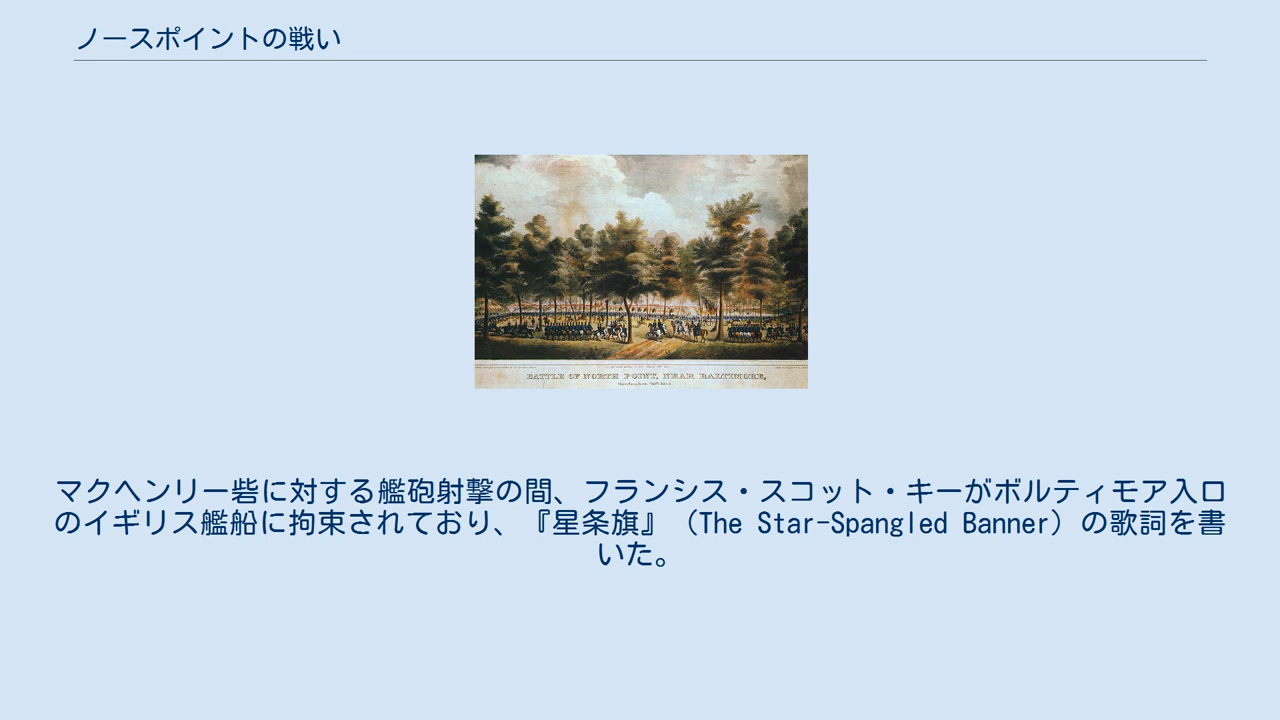 ノースポイントの戦い
BATTLE OF NORTH POINT, NEAR BALTIMORE,
マクヘンリー砦に対する艦砲射撃の間、フランシス・スコット・キーがボルティモア入口
のイギリス艦船に拘束されており、『星条旗』（The Star-Spangled Banner）の歌詞を書
いた。